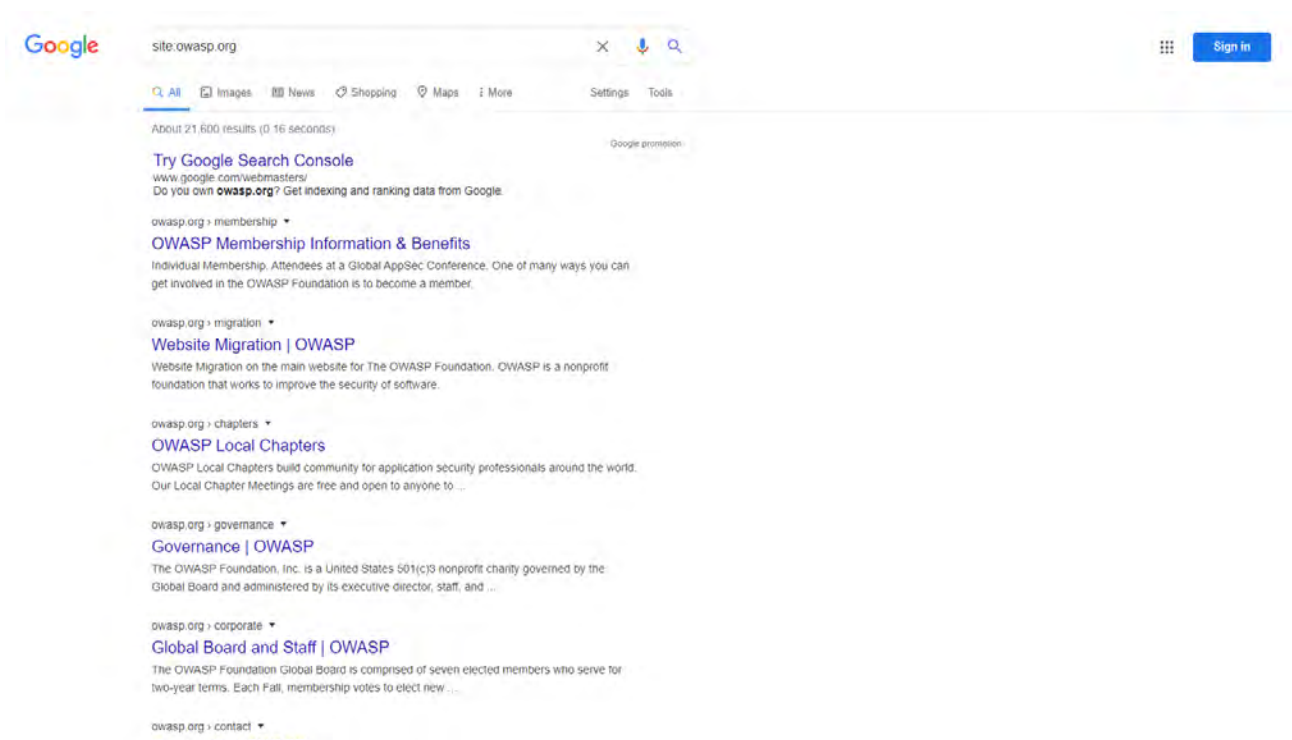 Google
site:owasp.org
Sign in
All Images News Shopping Maps More Settings Tools
About 21,600 results (0.16 seconds)
Google promotion
Try Google Search Console
www.google.com/webmasters/
Do you own owasp.org? Get indexing and ranking data from Google.
owasp.org › membership
OWASP Membership Information & Benefits
Individual Membership. Attendees at a Global AppSec Conference. One of many ways you can
get involved in the OWASP Foundation is to become a member.
owasp.org › migration
Website Migration | OWASP
Website Migration on the main website for The OWASP Foundation. OWASP is a nonprofit
foundation that works to improve the security of software.
owasp.org › chapters
OWASP Local Chapters
OWASP Local Chapters build community for application security professionals around the world.
Our Local Chapter Meetings are free and open to anyone to ...
owasp.org › governance
Governance | OWASP
The OWASP Foundation, Inc. is a United States 501(c)3 nonprofit charity governed by the
Global Board and administered by its executive director, staff, and ...
owasp.org › corporate
Global Board and Staff | OWASP
The OWASP Foundation Global Board is comprised of seven elected members who serve for
two-year terms. Each Fall, membership votes to elect new ...
owasp.org › contact